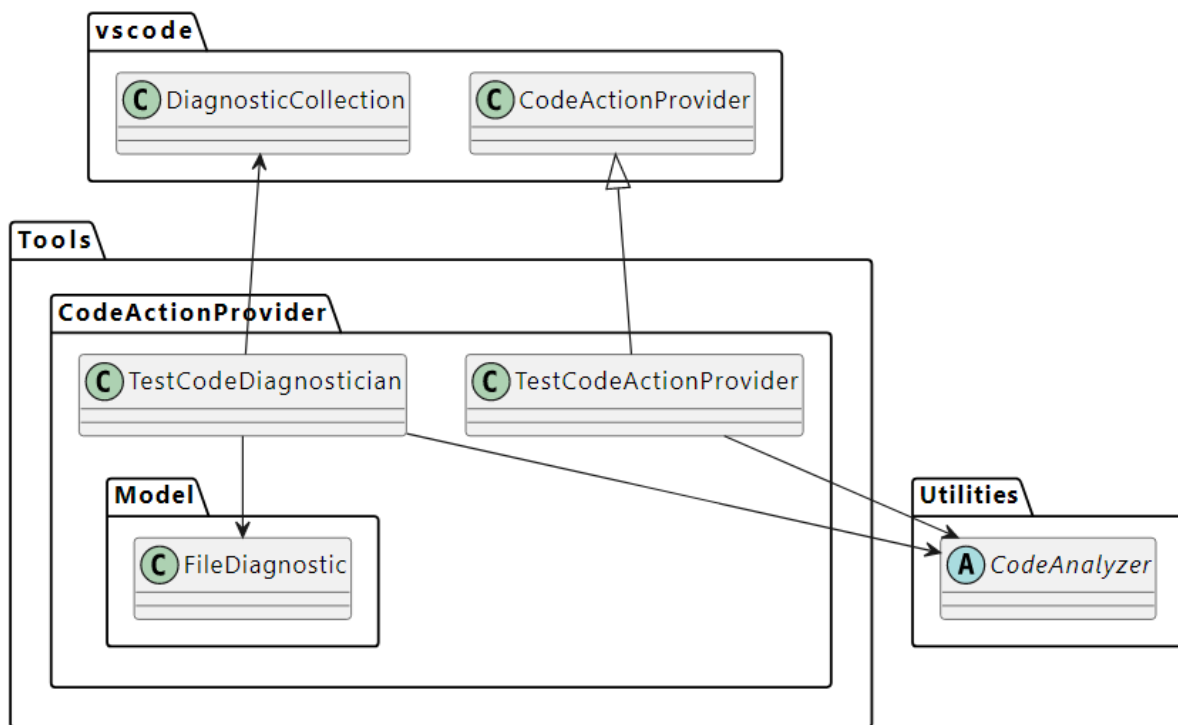 vscode
C DiagnosticCollection
C CodeActionProvider
Tools
CodeActionProvider
C TestCodeDiagnostician
C TestCodeActionProvider
Model
Utilities
C FileDiagnostic
A CodeAnalyzer